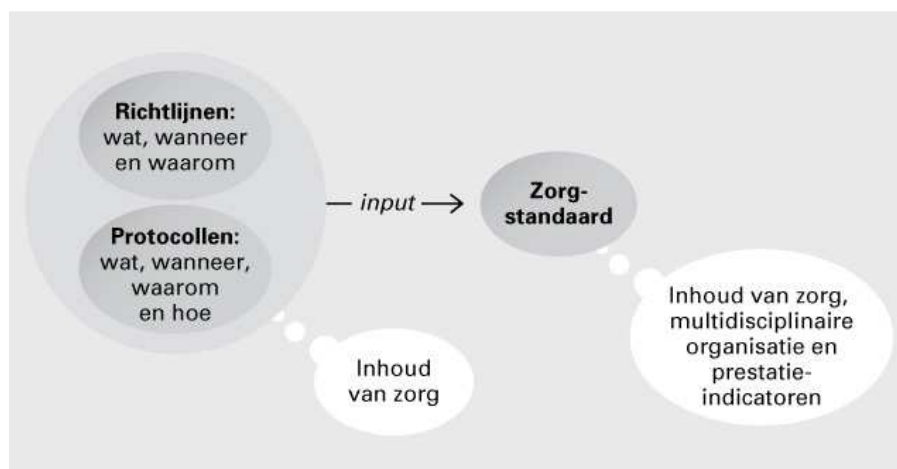 Richtlijnen:
wat, wanneer
en waarom
Protocollen:
wat, wanneer,
waarom
en hoe
input
Zorg-
standaard
Inhoud
van zorg
Inhoud van zorg,
multidisciplinaire
organisatie en
prestatie-
indicatoren